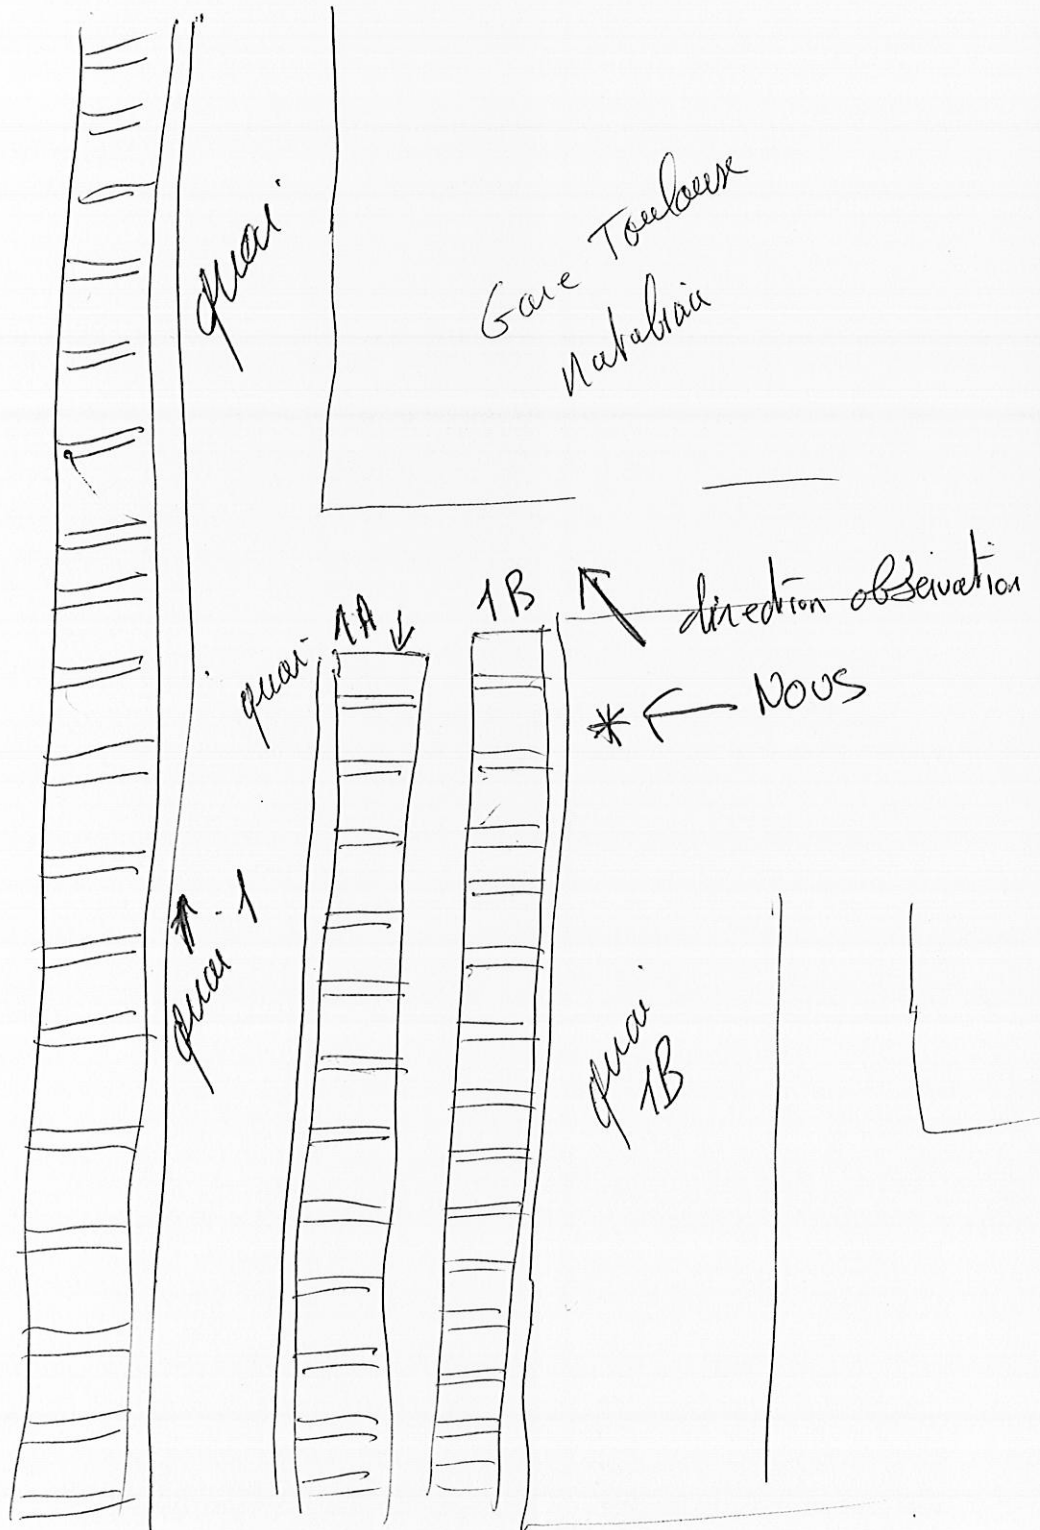 quai
Gare Toulouse
Matabiau
quai 1A
1B
direction observation
NOUS
quai 1
quai
1B